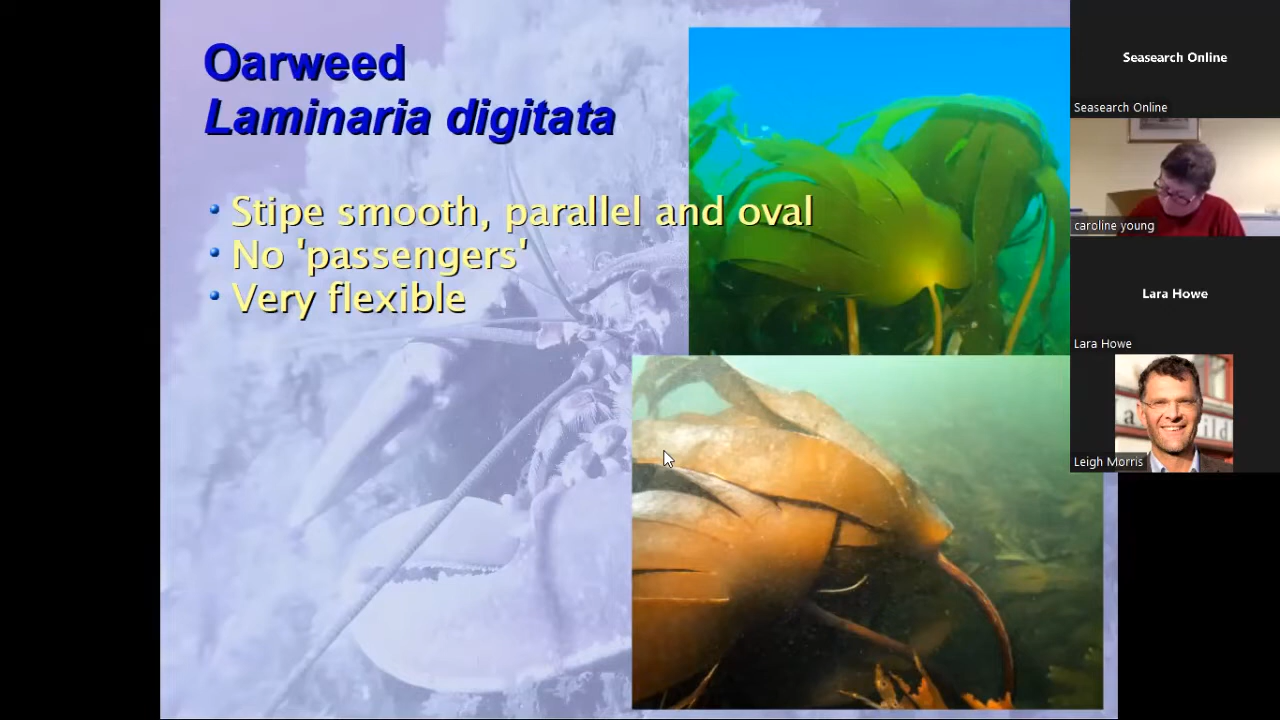 Oarweed
Laminaria digitata
• Stipe smooth, parallel and oval
• No 'passengers'
• Very flexible
Seasearch Online
Seasearch Online
caroline young
Lara Howe
Lara Howe
Leigh Morris